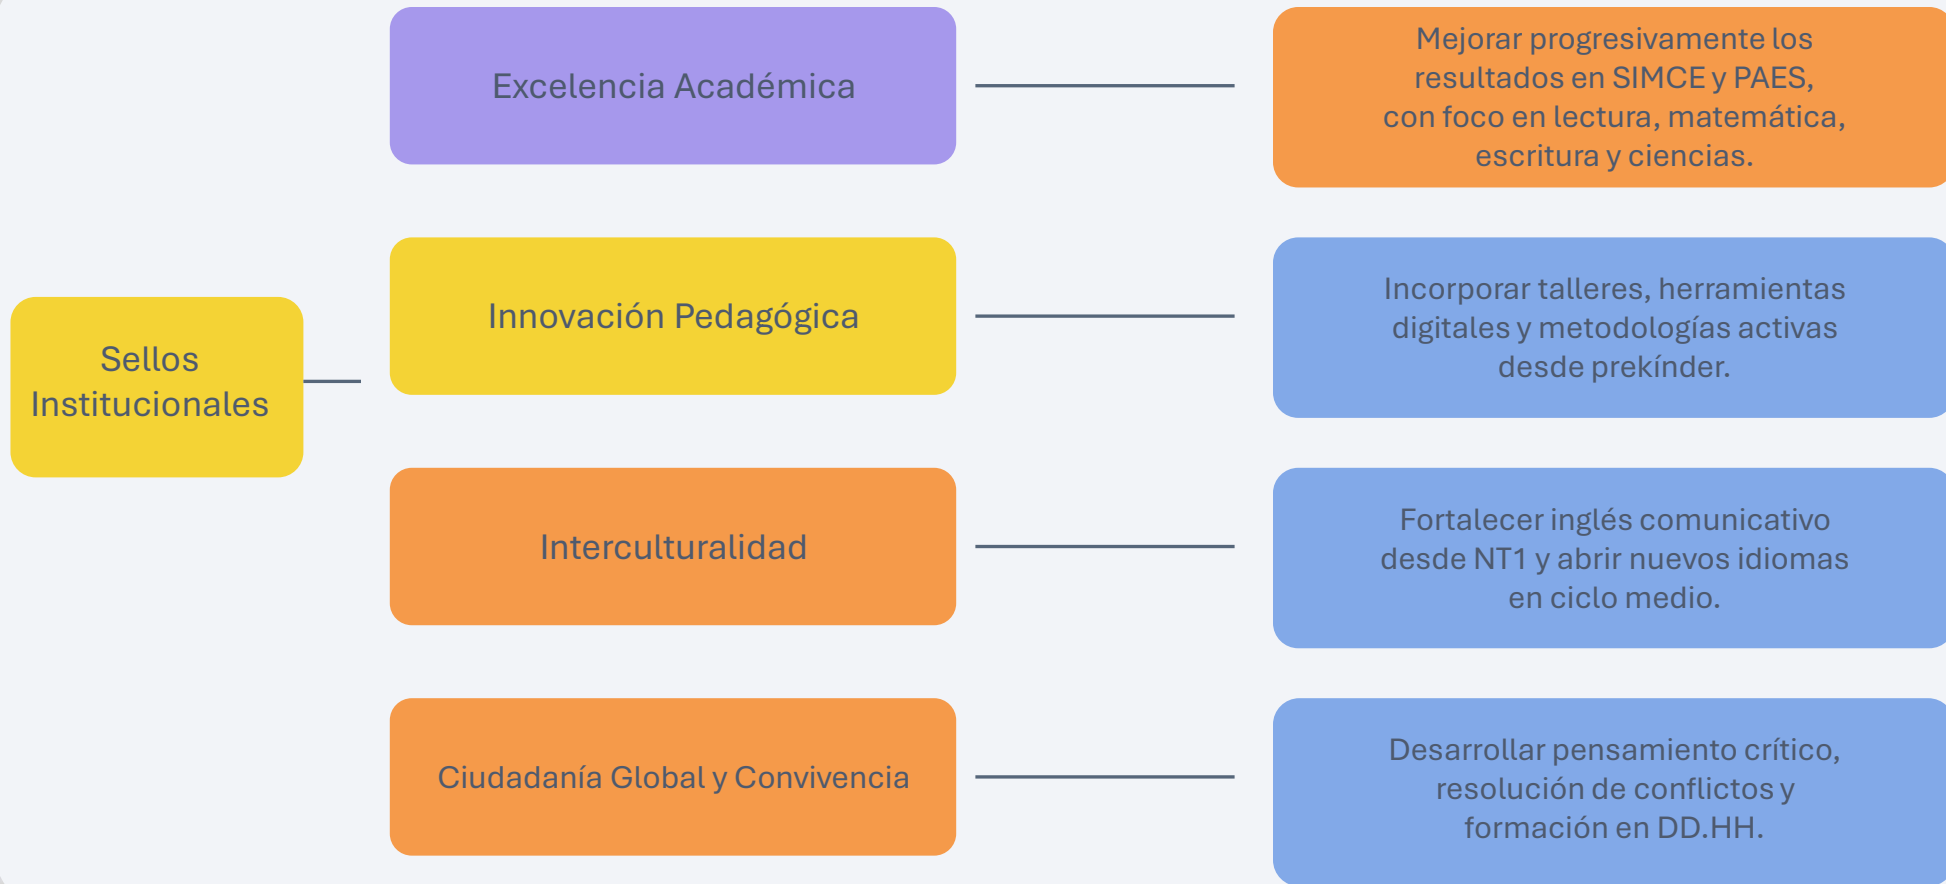 Sellos
Institucionales
Excelencia Académica
Mejorar progresivamente los
resultados en SIMCE y PAES,
con foco en lectura, matemática,
escritura y ciencias.
Innovación Pedagógica
Incorporar talleres, herramientas
digitales y metodologías activas
desde prekínder.
Interculturalidad
Fortalecer inglés comunicativo
desde NT1 y abrir nuevos idiomas
en ciclo medio.
Ciudadanía Global y Convivencia
Desarrollar pensamiento crítico,
resolución de conflictos y
formación en DD.HH.